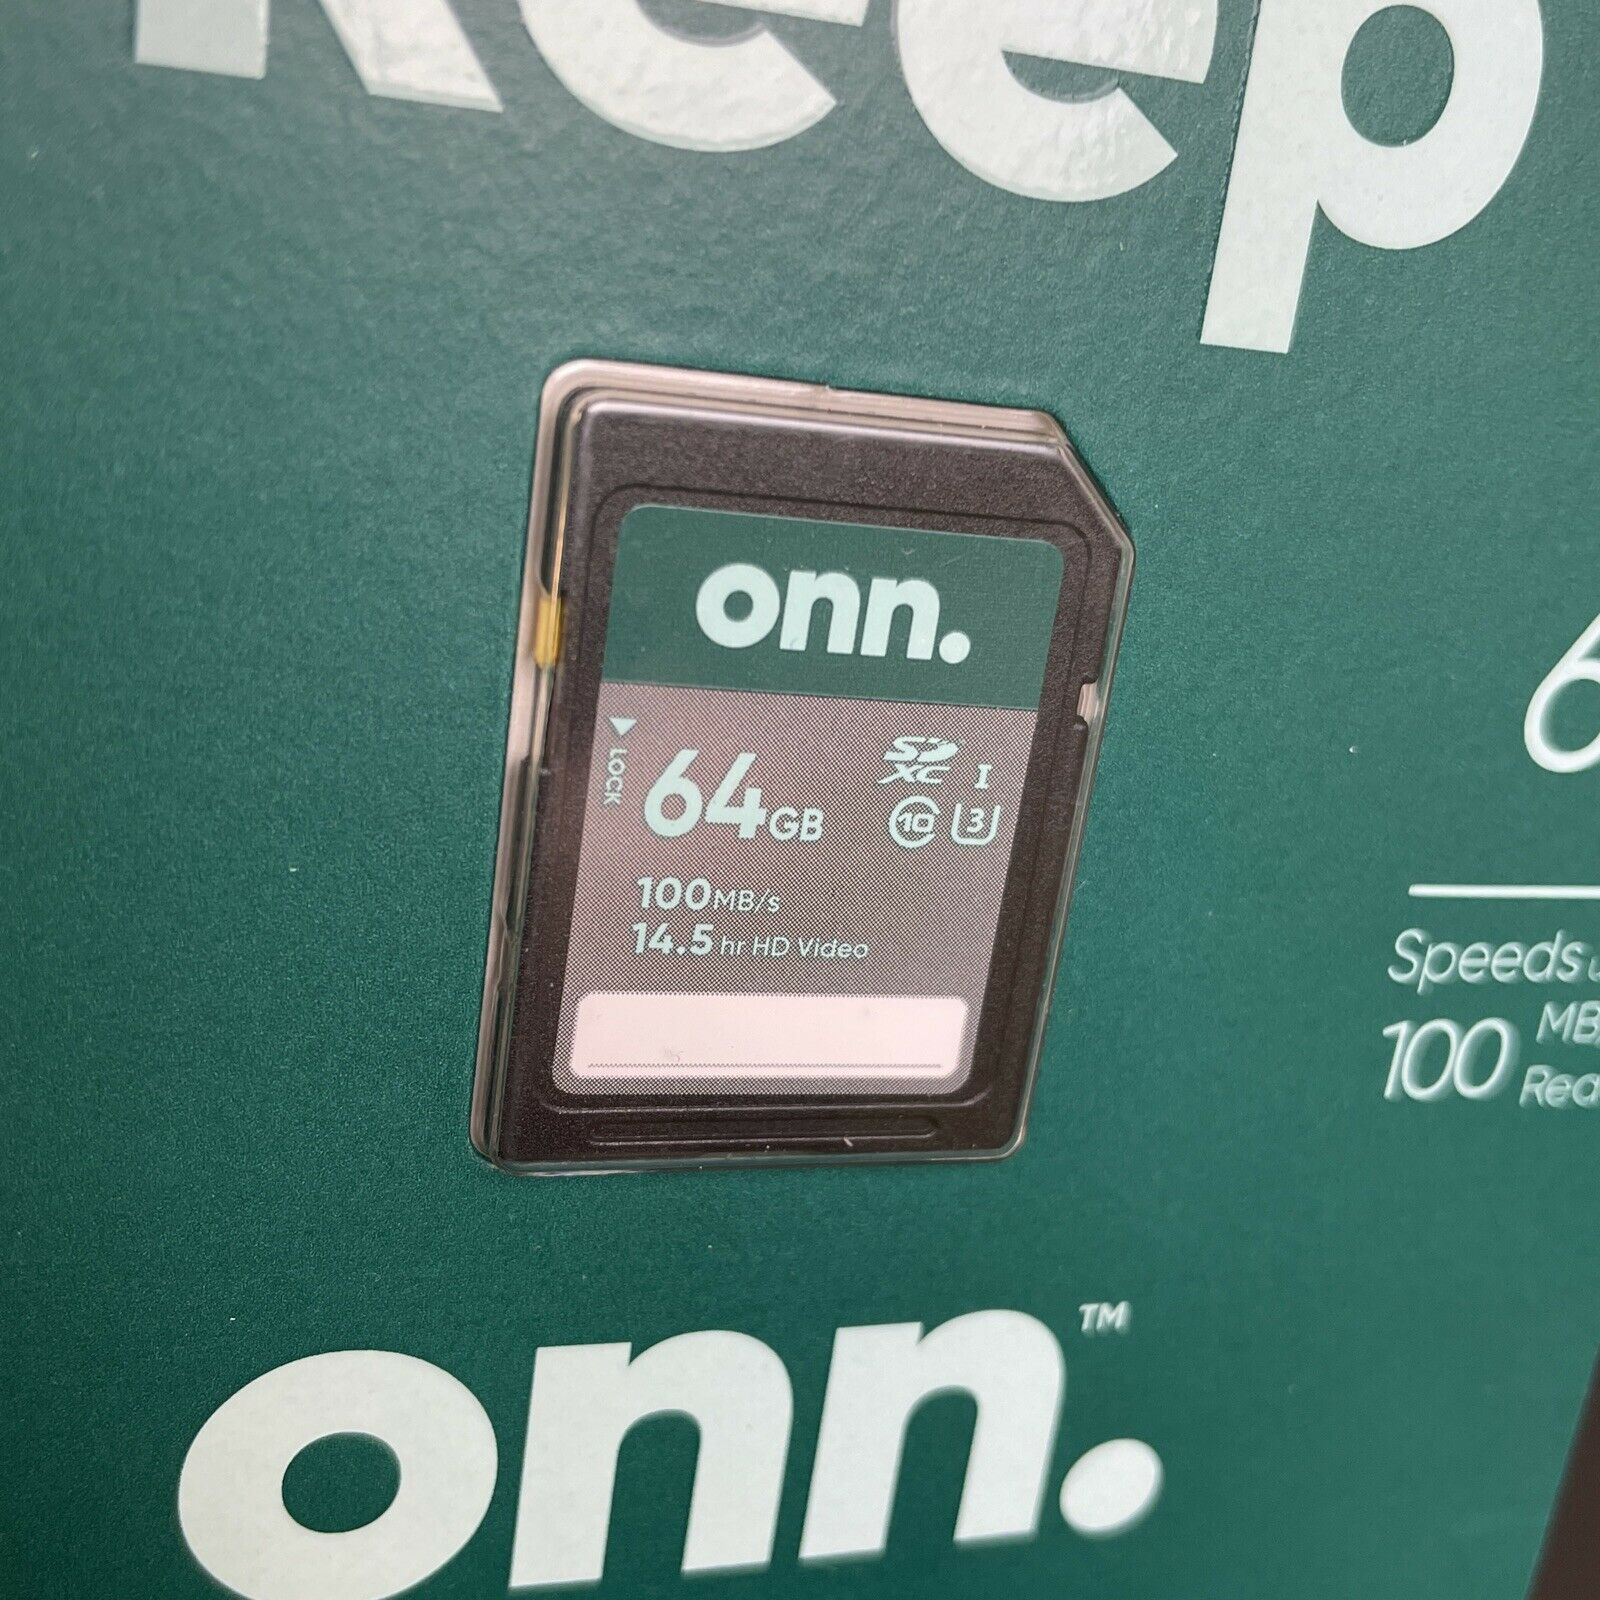 Keep
onn.
LOCK
64GB
SD XC I
10 U3
100MB/s
14.5 hr HD Video
6
Speeds
100 MB/
Rea
onn.™